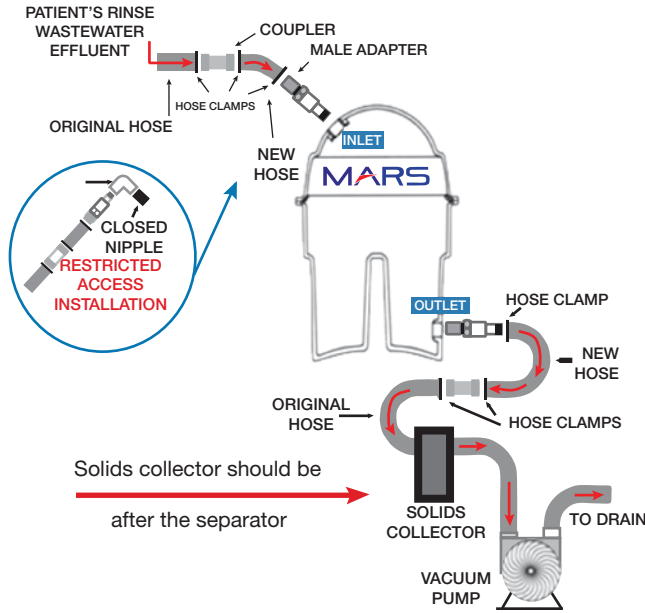 PATIENT'S RINSE
WASTEWATER
EFFLUENT
COUPLER
MALE ADAPTER
HOSE CLAMPS
ORIGINAL HOSE
NEW
HOSE
INLET
MARS
CLOSED
NIPPLE
RESTRICTED
ACCESS
INSTALLATION
OUTLET
HOSE CLAMP
NEW
HOSE
ORIGINAL
HOSE
HOSE CLAMPS
Solids collector should be
after the separator
SOLIDS
COLLECTOR
TO DRAIN
VACUUM
PUMP